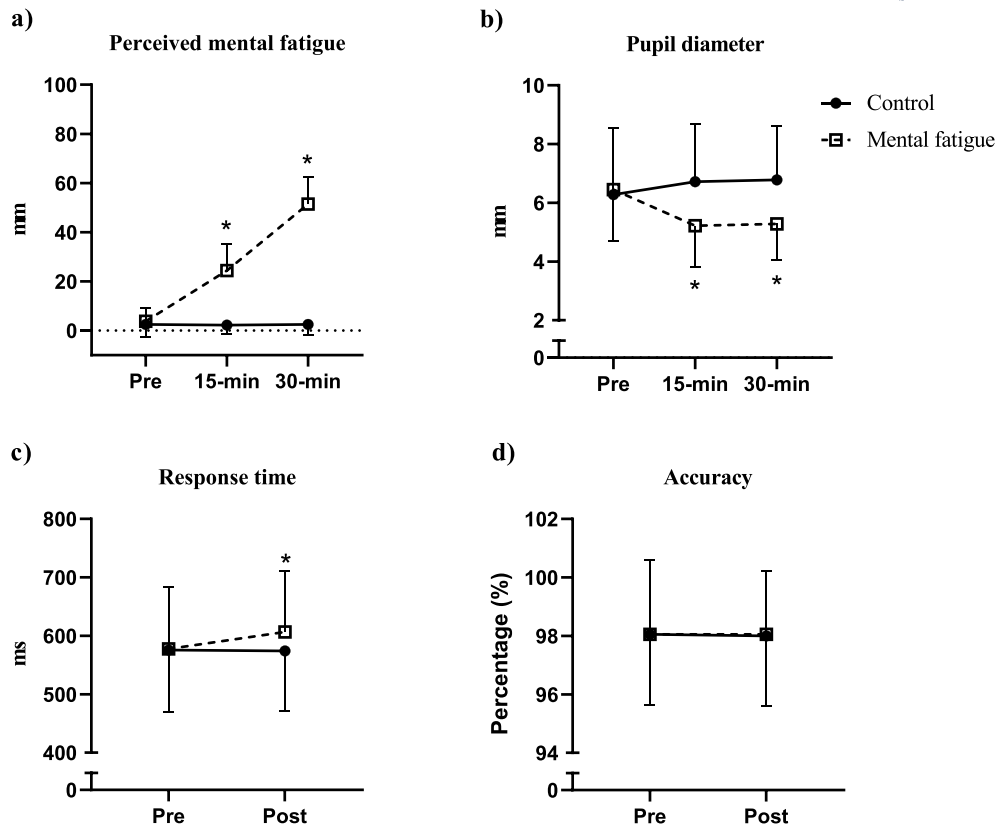 a)
Perceived mental fatigue
100
80
60
40
20
0
mm
*
*
Pre 15-min 30-min
b)
Pupil diameter
10
8
6
4
2
0
mm
*
*
Pre 15-min 30-min
Control
Mental fatigue
c)
Response time
800
700
600
500
400
0
ms
*
Pre Post
d)
Accuracy
102
100
98
96
94
0
Percentage (%)
Pre Post